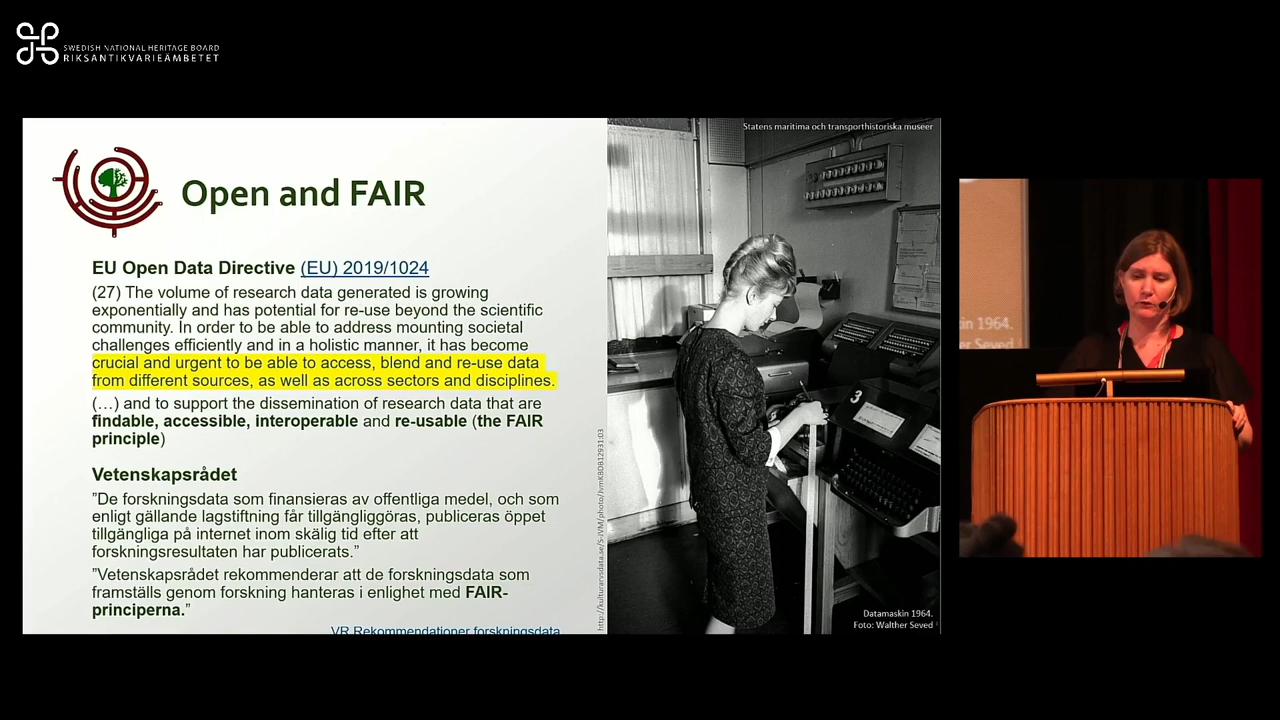 SWEDISH NATIONAL HERITAGE BOARD
RIKSANTIKVARIEÄMBETET
Open and FAIR
EU Open Data Directive (EU) 2019/1024
(27) The volume of research data generated is growing
exponentially and has potential for re-use beyond the scientific
community. In order to be able to address mounting societal
challenges efficiently and in a holistic manner, it has become
crucial and urgent to be able to access, blend and re-use data
from different sources, as well as across sectors and disciplines.
(…) and to support the dissemination of research data that are
findable, accessible, interoperable and re-usable (the FAIR
principle)
Vetenskapsrådet
”De forskningsdata som finansieras av offentliga medel, och som
enligt gällande lagstiftning får tillgängliggöras, publiceras öppet
tillgängliga på internet inom skälig tid efter att
forskningsresultaten har publicerats.”
”Vetenskapsrådet rekommenderar att de forskningsdata som
framställs genom forskning hanteras i enlighet med FAIR-
principerna.”
VR Rekommendationer forskningsdata
Statens maritima och transporthistoriska museer
3
http://kulturarvsdata.se/S-JVM/photo/JvmKBDB12931:03
Datamaskin 1964.
Foto: Walther Seved
in 1964.
er Seved